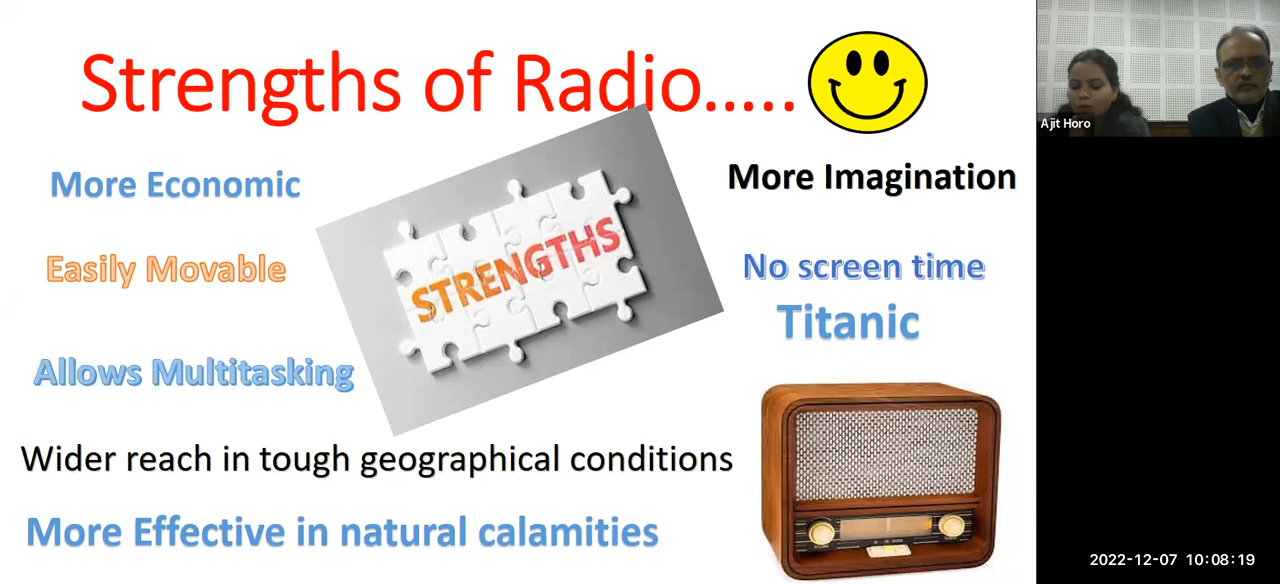 Strengths of Radio.....
More Economic
More Imagination
STRENGTHS
Easily Movable
No screen time
Titanic
Allows Multitasking
Wider reach in tough geographical conditions
More Effective in natural calamities
Ajit Horo
2022-12-07 10:08:19